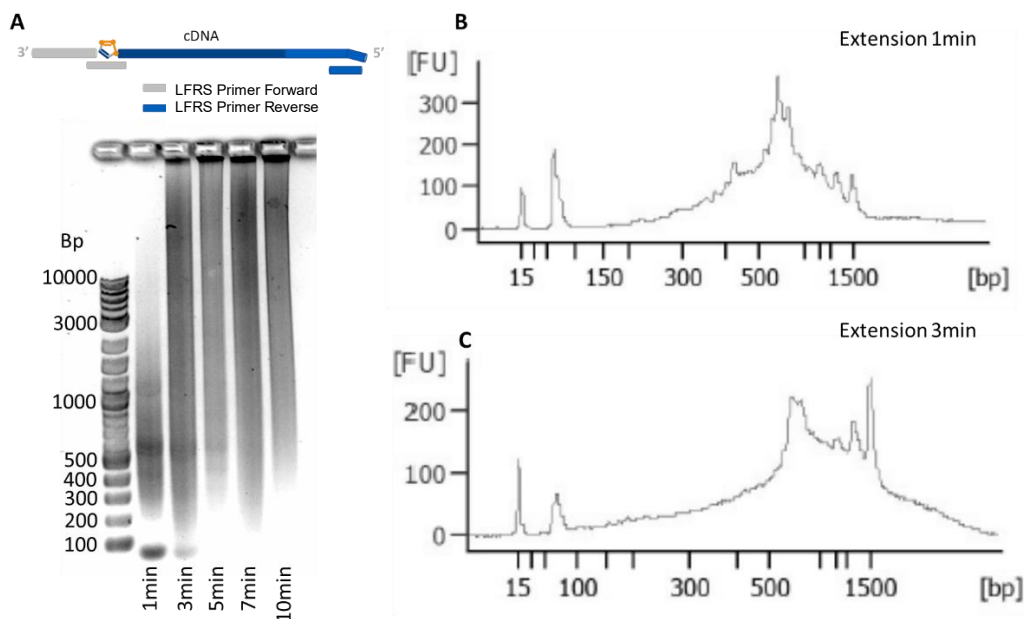 A
cDNA
3′
5′
LFRS Primer Forward
LFRS Primer Reverse
Bp
10000
3000
1000
500
400
300
200
100
1min
3min
5min
7min
10min
B
Extension 1min
[FU]
300
200
100
0
15 150 300 500 1500 [bp]
C
Extension 3min
[FU]
200
100
0
15 100 300 500 1500 [bp]